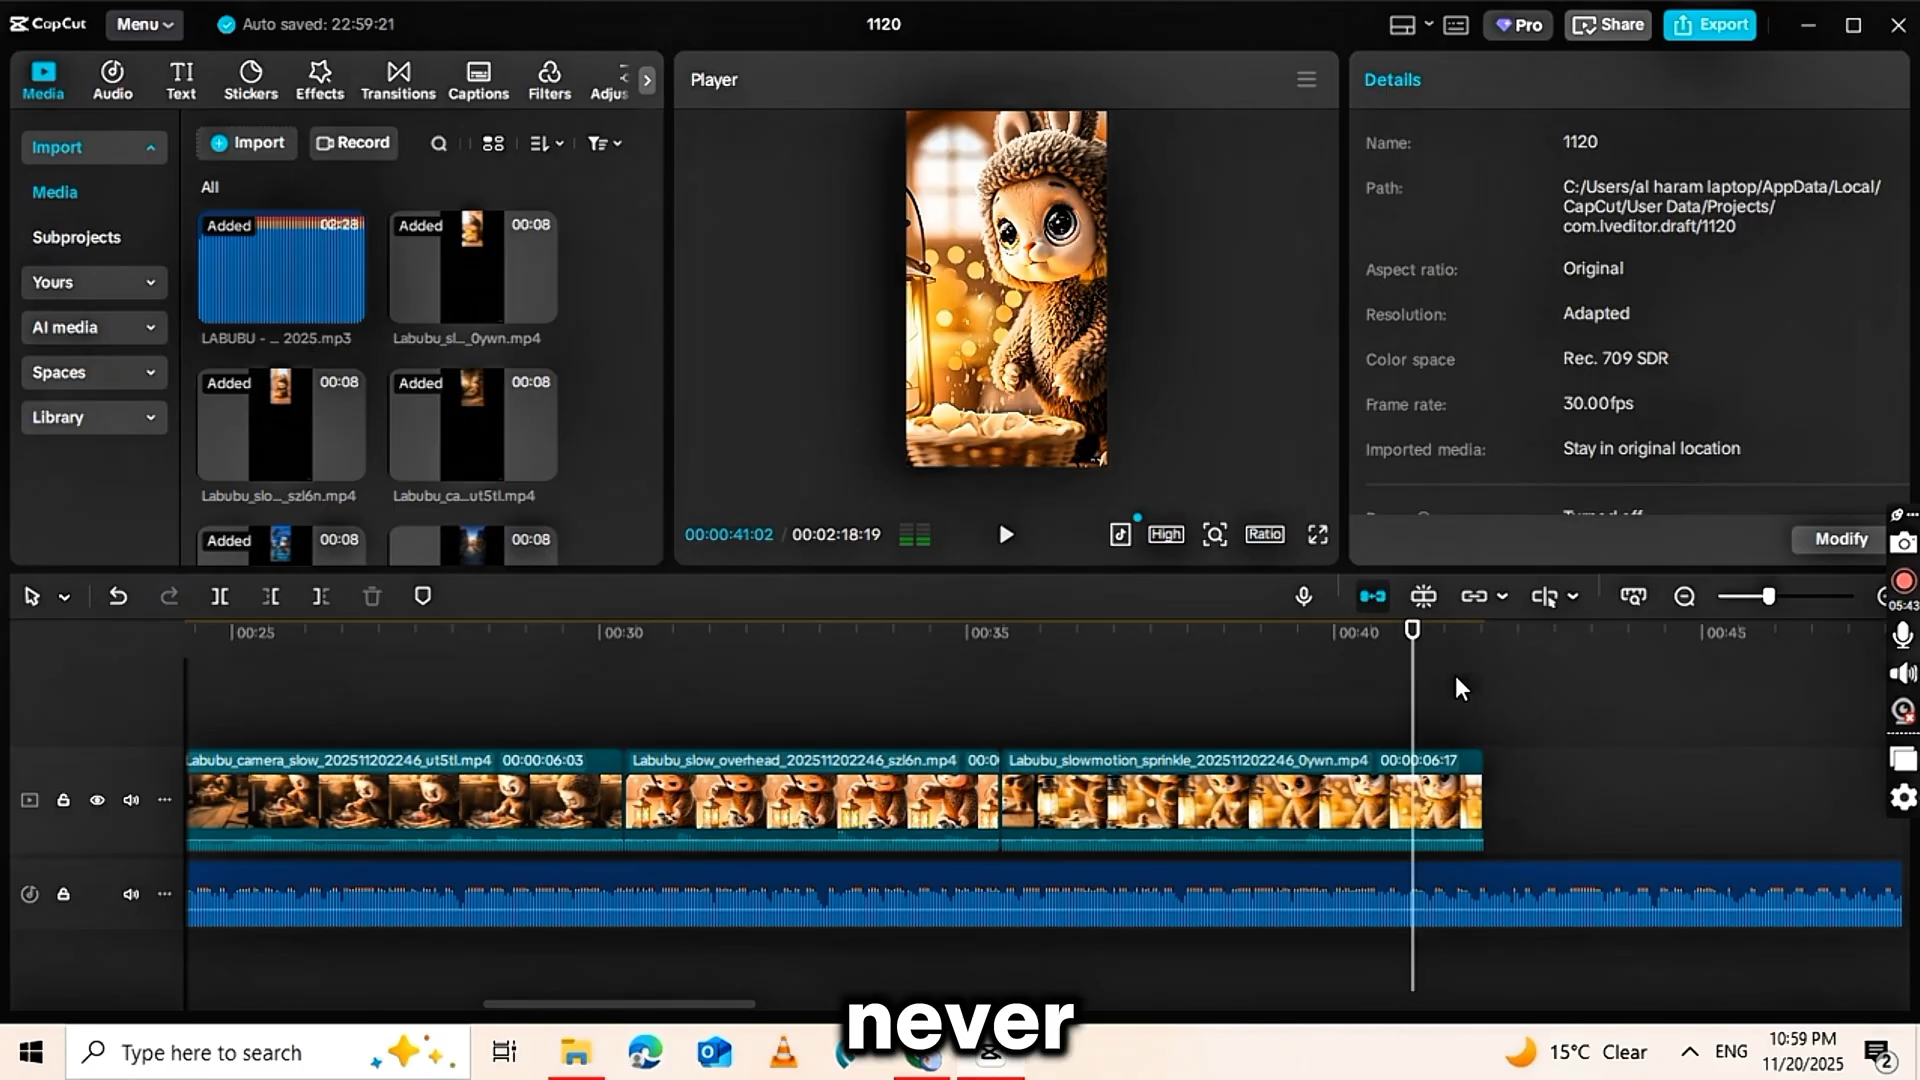 CapCut
Menu
Auto saved: 22:59:21
1120
Pro
Share
Export
Media
Audio
TI
Text
Stickers
Effects
Transitions
Captions
Filters
Adjus
Player
Details
Import
Media
Subprojects
Yours
AI media
Spaces
Library
Import
Record
All
Added
00:28
LABUBU - ... 2025.mp3
Added
00:08
Labubu_sl..._0ywn.mp4
Added
00:08
Labubu_slo..._szl6n.mp4
Added
00:08
Labubu_ca...ut5tl.mp4
Added
00:08
00:08
00:00:41:02 / 00:02:18:19
High
Ratio
Name:
1120
Path:
C:/Users/al haram laptop/AppData/Local/
CapCut/User Data/Projects/
com.lveditor.draft/1120
Aspect ratio:
Original
Resolution:
Adapted
Color space
Rec. 709 SDR
Frame rate:
30.00fps
Imported media:
Stay in original location
Modify
05:43
00:25
00:30
00:35
00:40
00:45
Labubu_camera_slow_202511202246_ut5tl.mp4 00:00:06:03
Labubu_slow_overhead_202511202246_szl6n.mp4 00:0
Labubu_slowmotion_sprinkle_202511202246_0ywn.mp4 00:00:06:17
never
Type here to search
15°C Clear
ENG
10:59 PM
11/20/2025
2